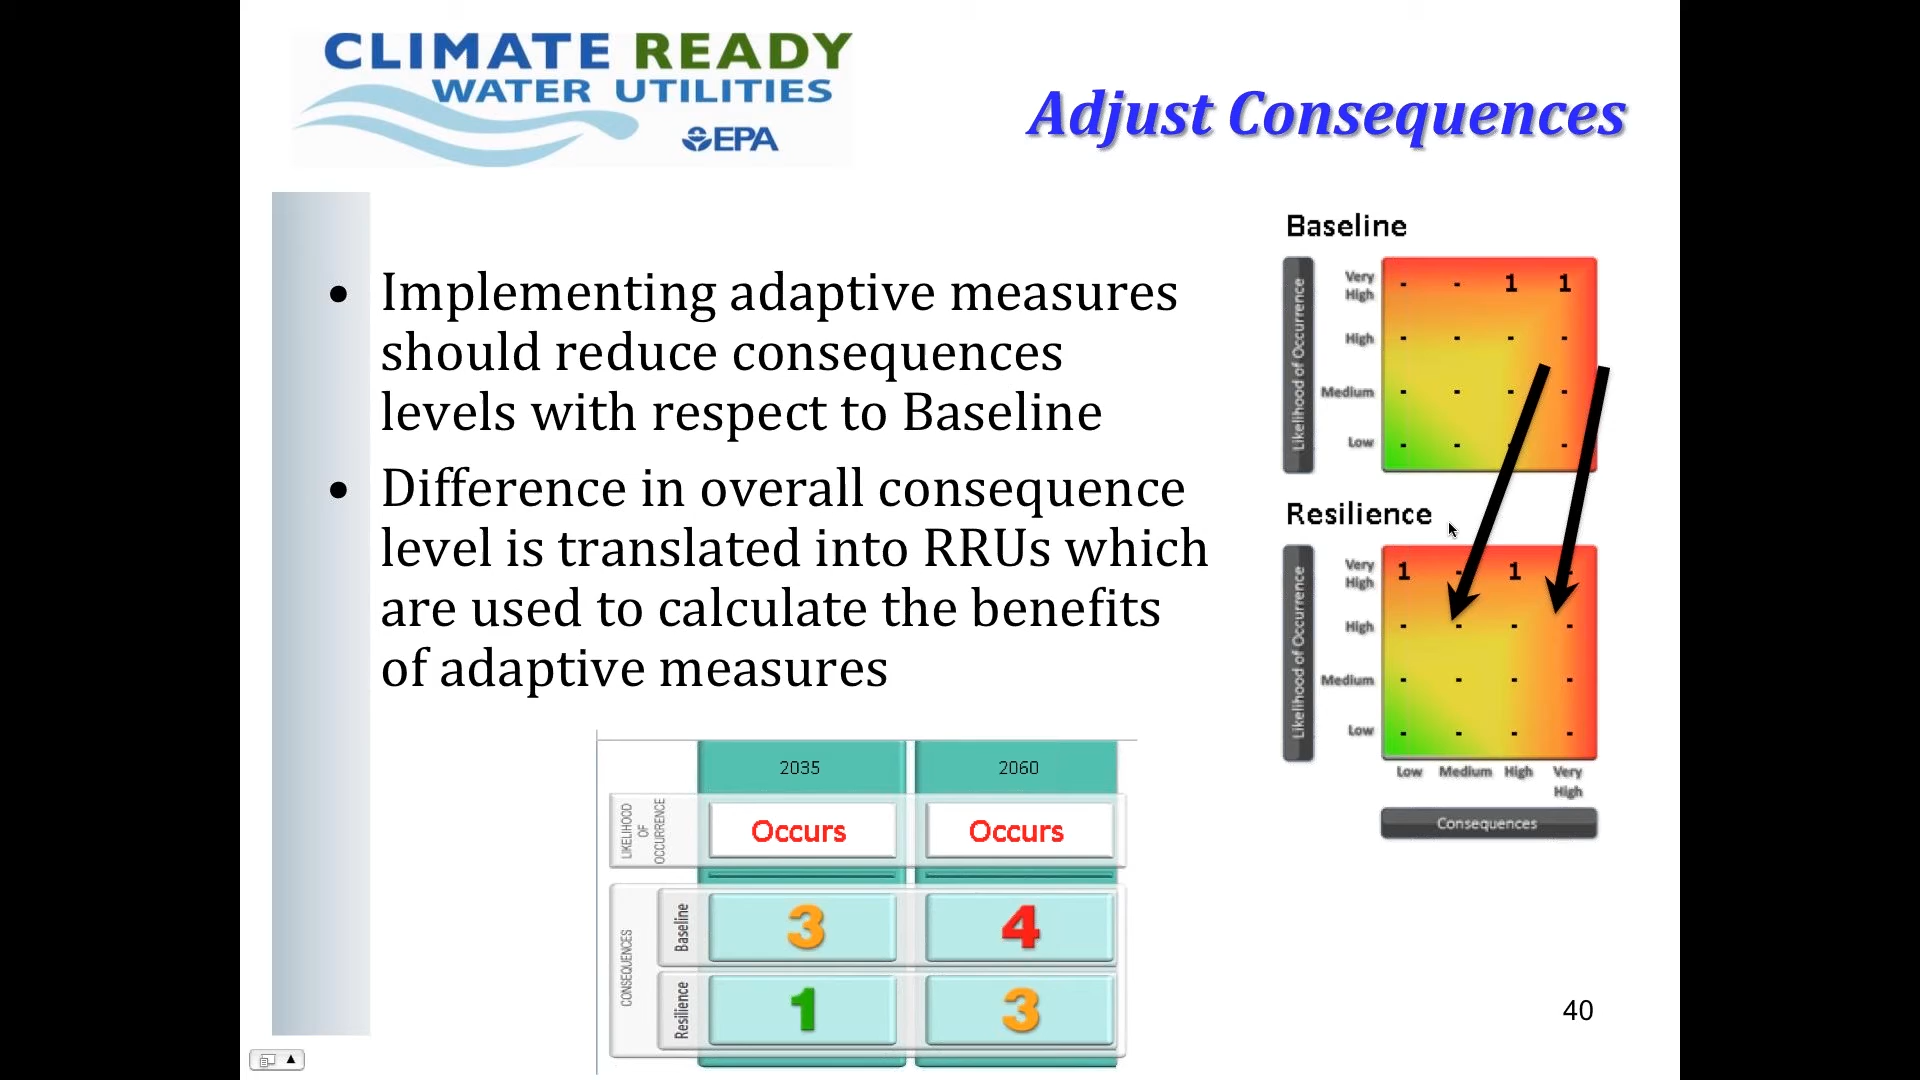 CLIMATE READY
WATER UTILITIES
EPA
Adjust Consequences
• Implementing adaptive measures
should reduce consequences
levels with respect to Baseline
• Difference in overall consequence
level is translated into RRUs which
are used to calculate the benefits
of adaptive measures
Baseline
Likelihood of Occurrence
Very
High
- - 1 1
High
- - - -
Medium
- - - -
Low
- - - -
Resilience
Likelihood of Occurrence
Very
High
1 - 1 -
High
- - - -
Medium
- - - -
Low
- - - -
Low Medium High Very
High
Consequences
2035 2060
LIKELIHOOD
OF
OCCURRENCE
Occurs Occurs
CONSEQUENCES
Baseline
3 4
Resilience
1 3
40